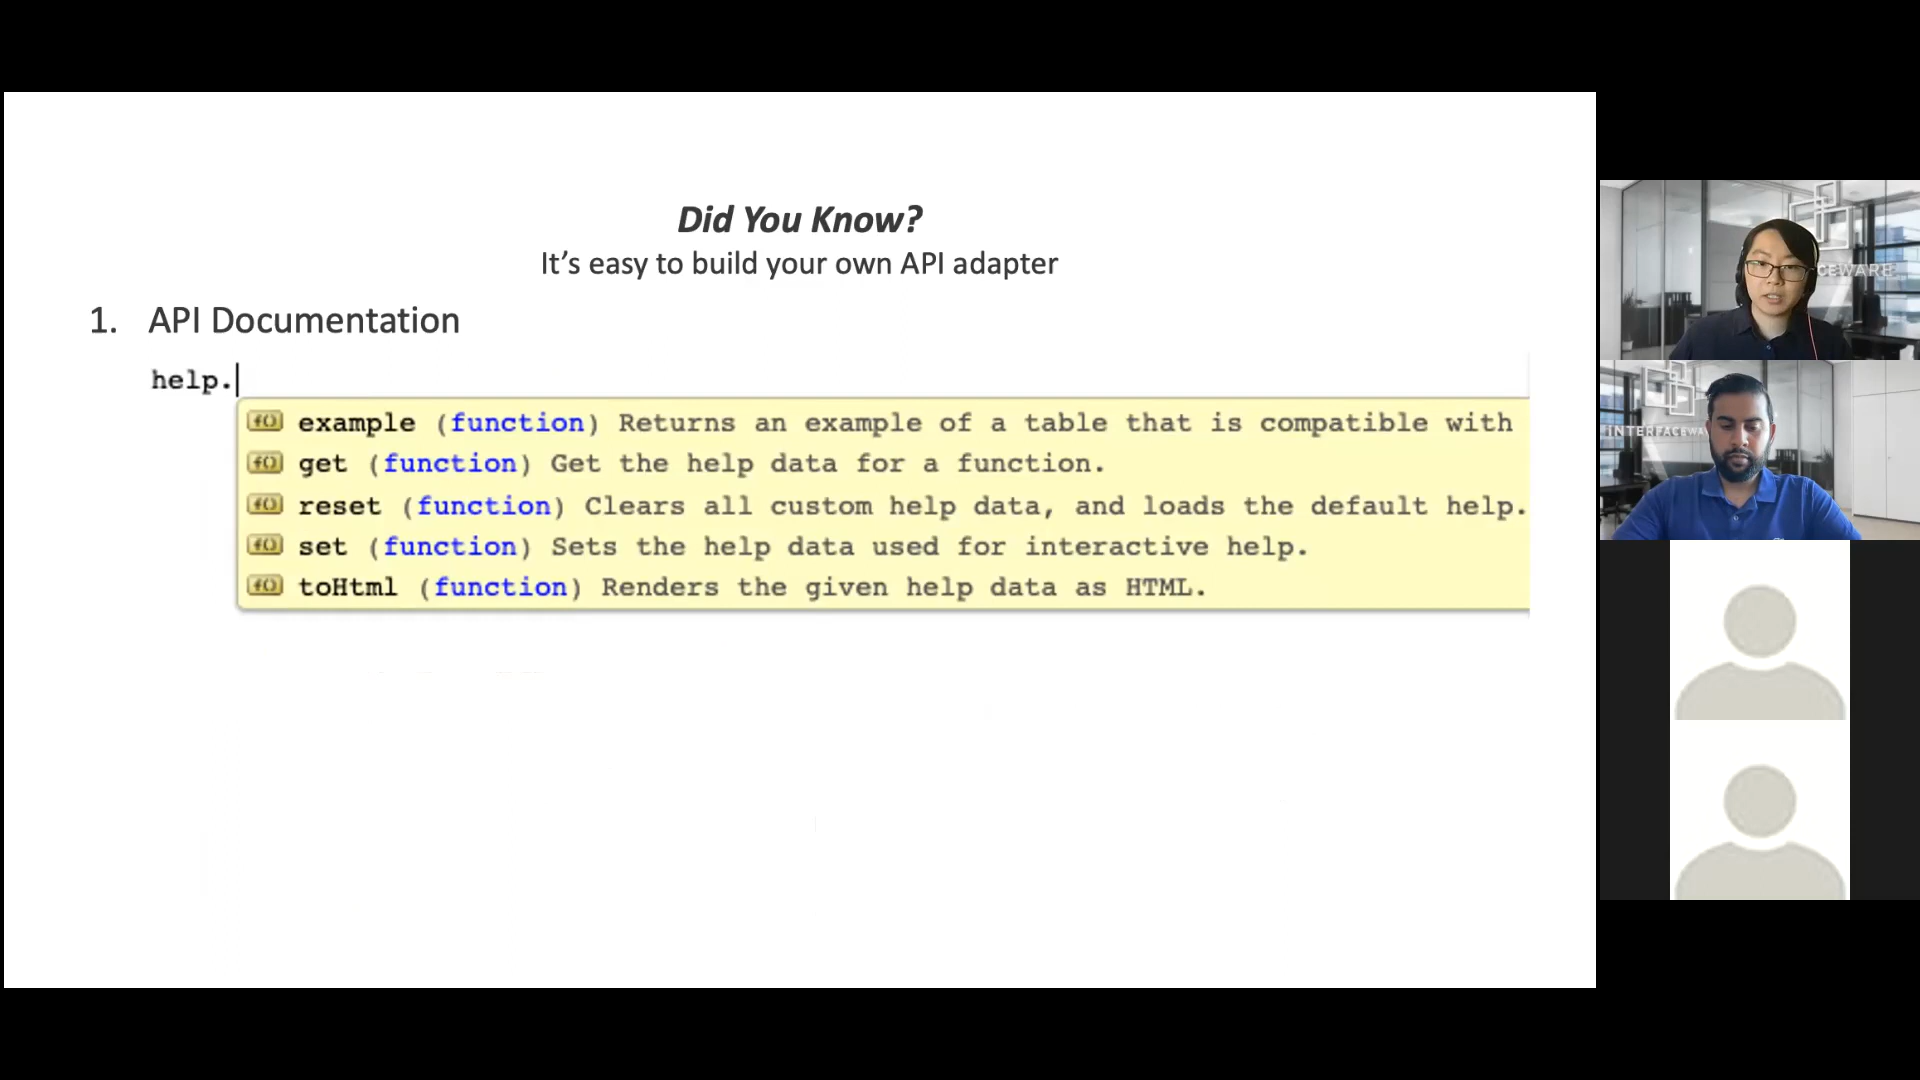 Did You Know?
It's easy to build your own API adapter
1. API Documentation
help.
f() example (function) Returns an example of a table that is compatible with
f() get (function) Get the help data for a function.
f() reset (function) Clears all custom help data, and loads the default help.
f() set (function) Sets the help data used for interactive help.
f() toHtml (function) Renders the given help data as HTML.
CEWARE
INTERFACEWA